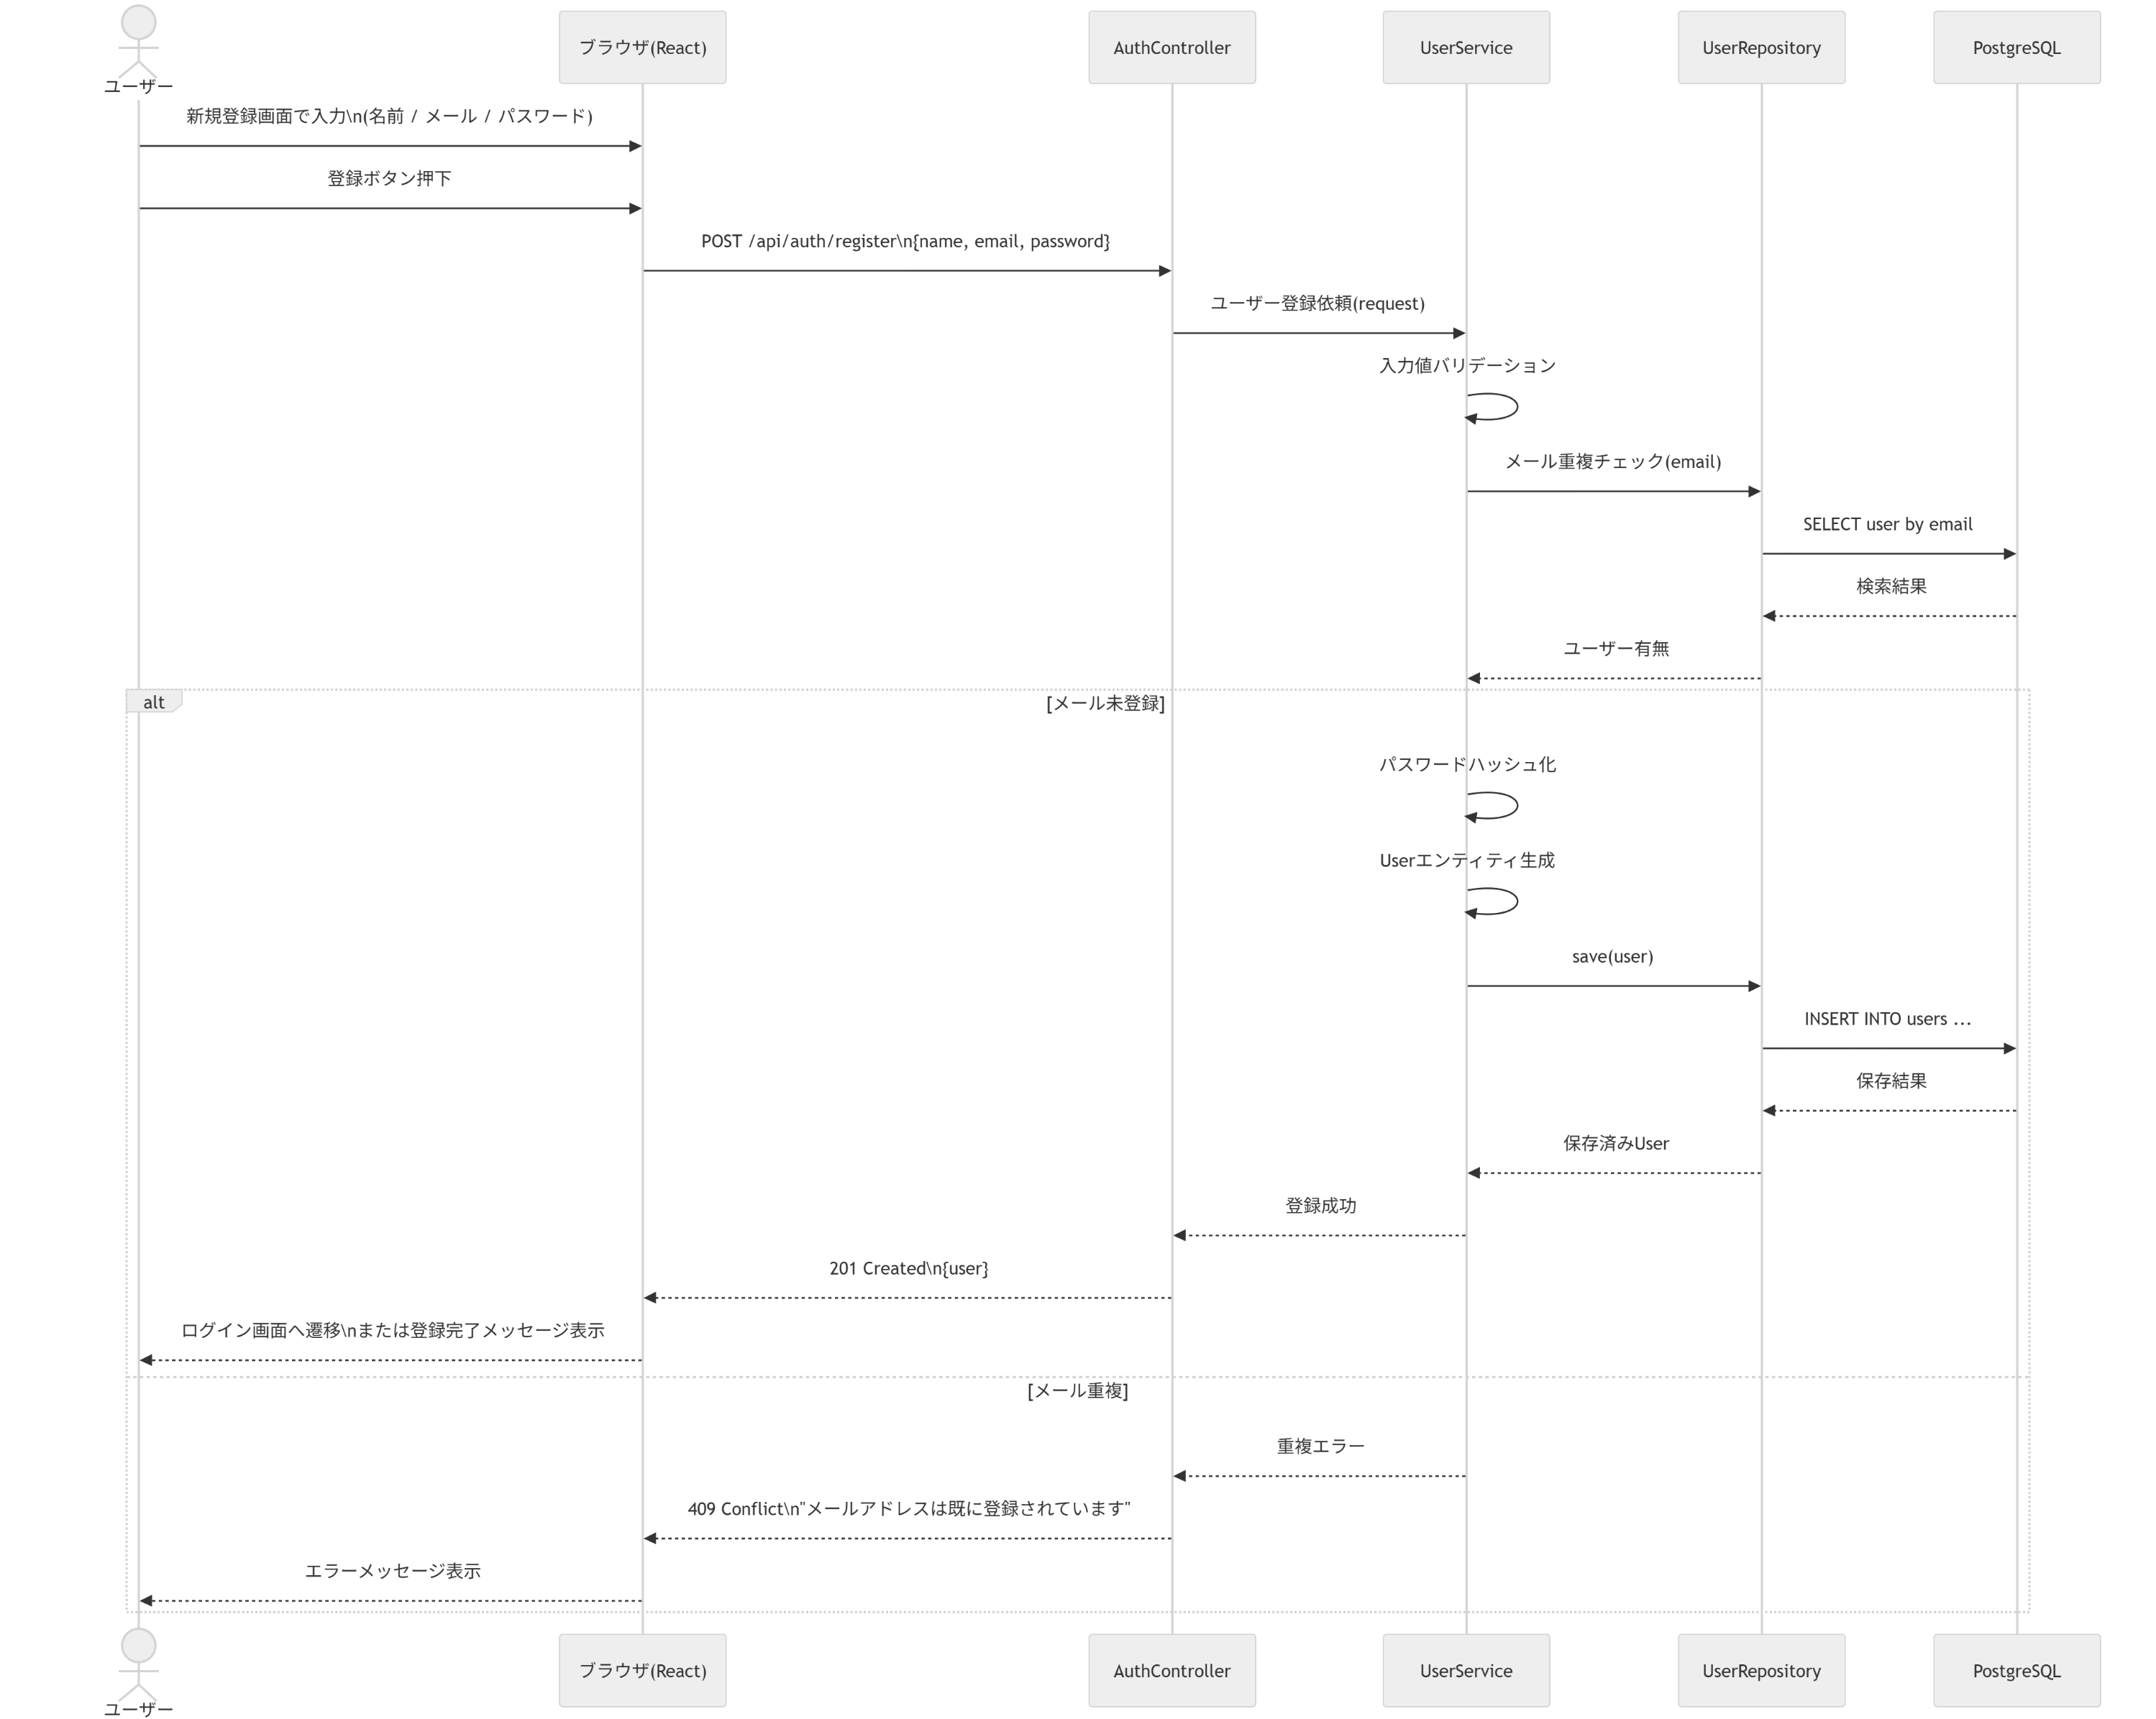 ユーザー
ブラウザ(React)
AuthController
UserService
UserRepository
PostgreSQL
新規登録画面で入力\n(名前 / メール / パスワード)
登録ボタン押下
POST /api/auth/register\n{name, email, password}
ユーザー登録依頼(request)
入力値バリデーション
メール重複チェック(email)
SELECT user by email
検索結果
ユーザー有無
alt
[メール未登録]
パスワードハッシュ化
Userエンティティ生成
save(user)
INSERT INTO users ...
保存結果
保存済みUser
登録成功
201 Created\n{user}
ログイン画面へ遷移\nまたは登録完了メッセージ表示
[メール重複]
重複エラー
409 Conflict\n"メールアドレスは既に登録されています"
エラーメッセージ表示
ユーザー
ブラウザ(React)
AuthController
UserService
UserRepository
PostgreSQL